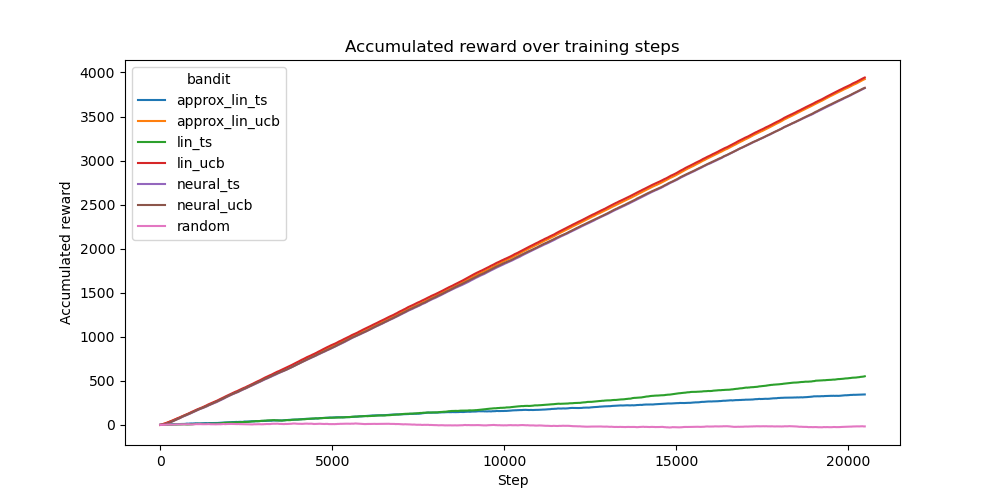 Accumulated reward over training steps
Accumulated reward
4000
3500
3000
2500
2000
1500
1000
500
0
bandit
approx_lin_ts
approx_lin_ucb
lin_ts
lin_ucb
neural_ts
neural_ucb
random
0 5000 10000 15000 20000
Step